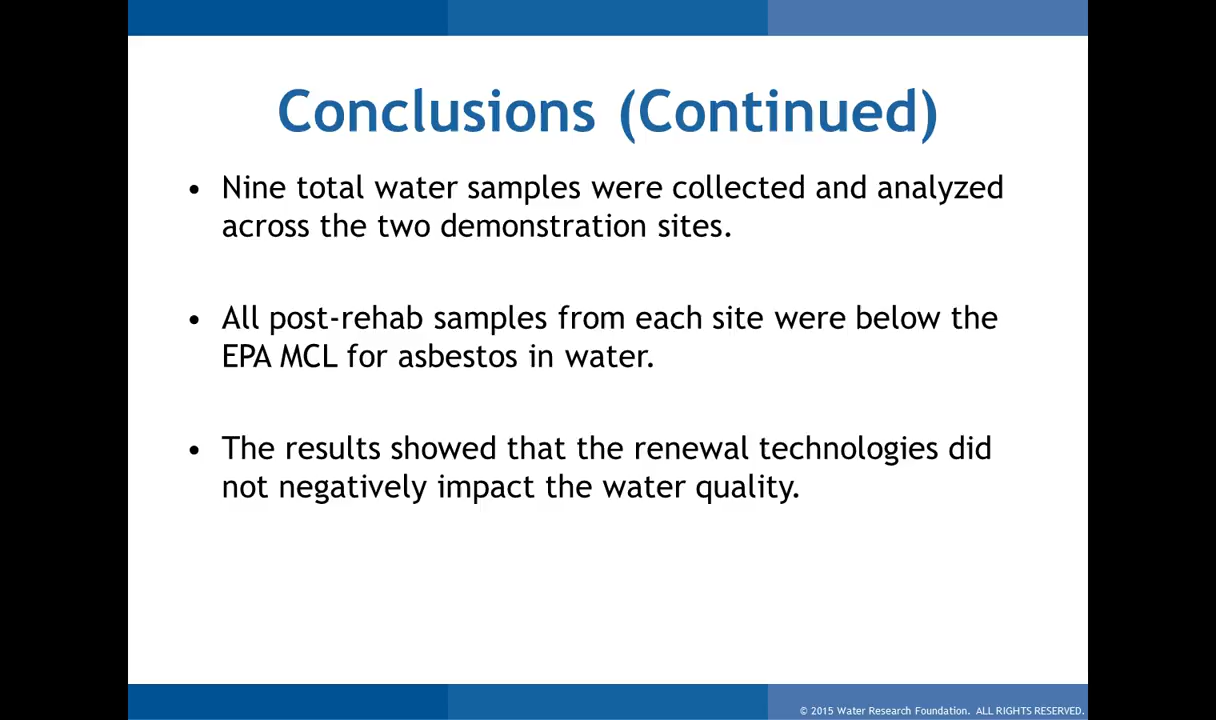 Conclusions (Continued)
• Nine total water samples were collected and analyzed
across the two demonstration sites.
• All post-rehab samples from each site were below the
EPA MCL for asbestos in water.
• The results showed that the renewal technologies did
not negatively impact the water quality.
© 2015 Water Research Foundation. ALL RIGHTS RESERVED.